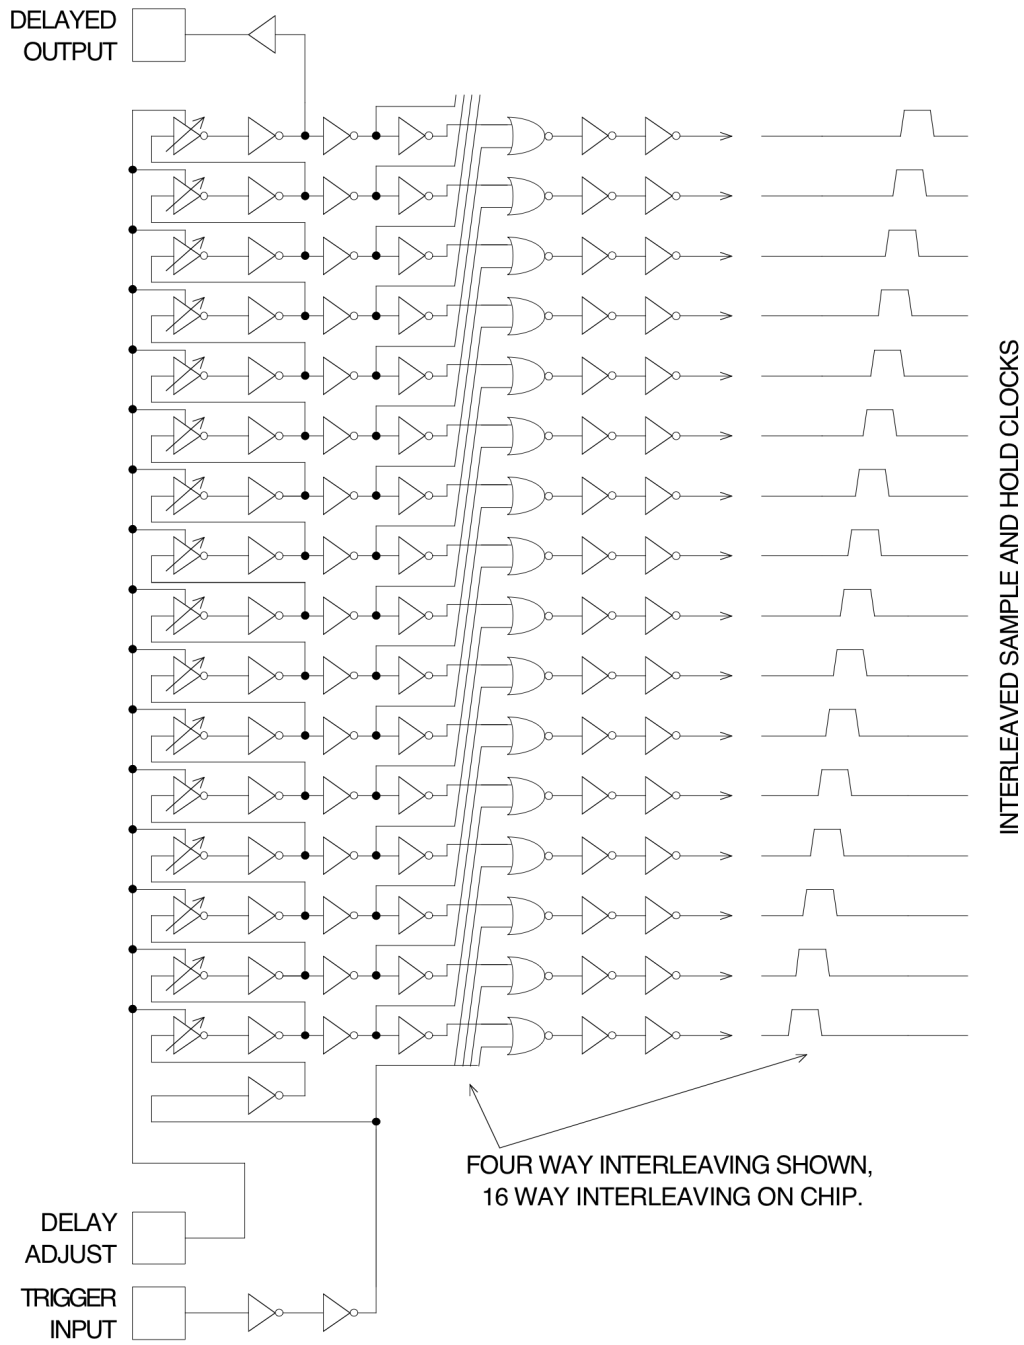 DELAYED
OUTPUT
INTERLEAVED SAMPLE AND HOLD CLOCKS
FOUR WAY INTERLEAVING SHOWN,
16 WAY INTERLEAVING ON CHIP.
DELAY
ADJUST
TRIGGER
INPUT